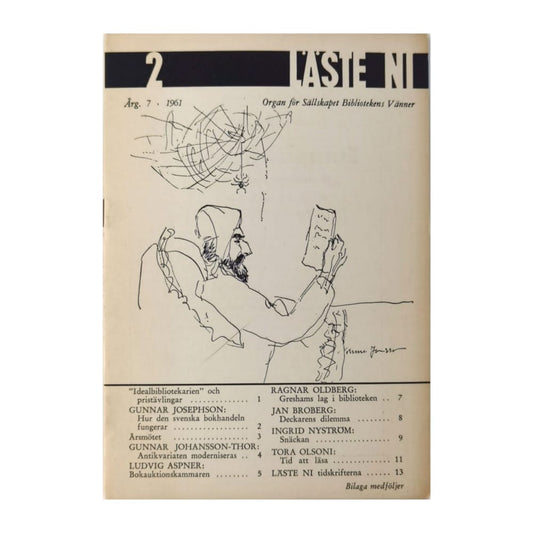 2 LÄSTE NI
Årg. 7 · 1961 Organ för Sällskapet Bibliotekens Vänner
"Idealbibliotekarien" och
pristävlingar ............... 1
GUNNAR JOSEPHSON:
Hur den svenska bokhandeln
fungerar ................ 2
Årsmötet ................ 3
GUNNAR JOHANSSON-THOR:
Antikvariaten moderniseras .. 4
LUDVIG ASPNER:
Bokauktionskammaren ........ 5
RAGNAR OLDBERG:
Greshams lag i biblioteken .. 7
JAN BROBERG:
Deckarens dilemma ........ 8
INGRID NYSTRÖM:
Snäckan ................ 9
TORA OLSONI:
Tid att läsa .............. 11
LÄSTE NI tidskrifterna ...... 13
Bilaga medföljer